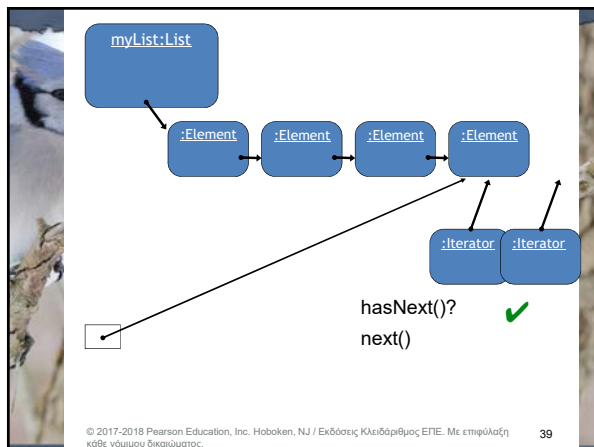 myList:List
:Element :Element :Element :Element
:Iterator :Iterator
hasNext()?
next()
© 2017-2018 Pearson Education, Inc. Hoboken, NJ / Εκδόσεις Κλειδάριθμος ΕΠΕ. Με επιφύλαξη
κάθε νόμιμου δικαιώματος.
39